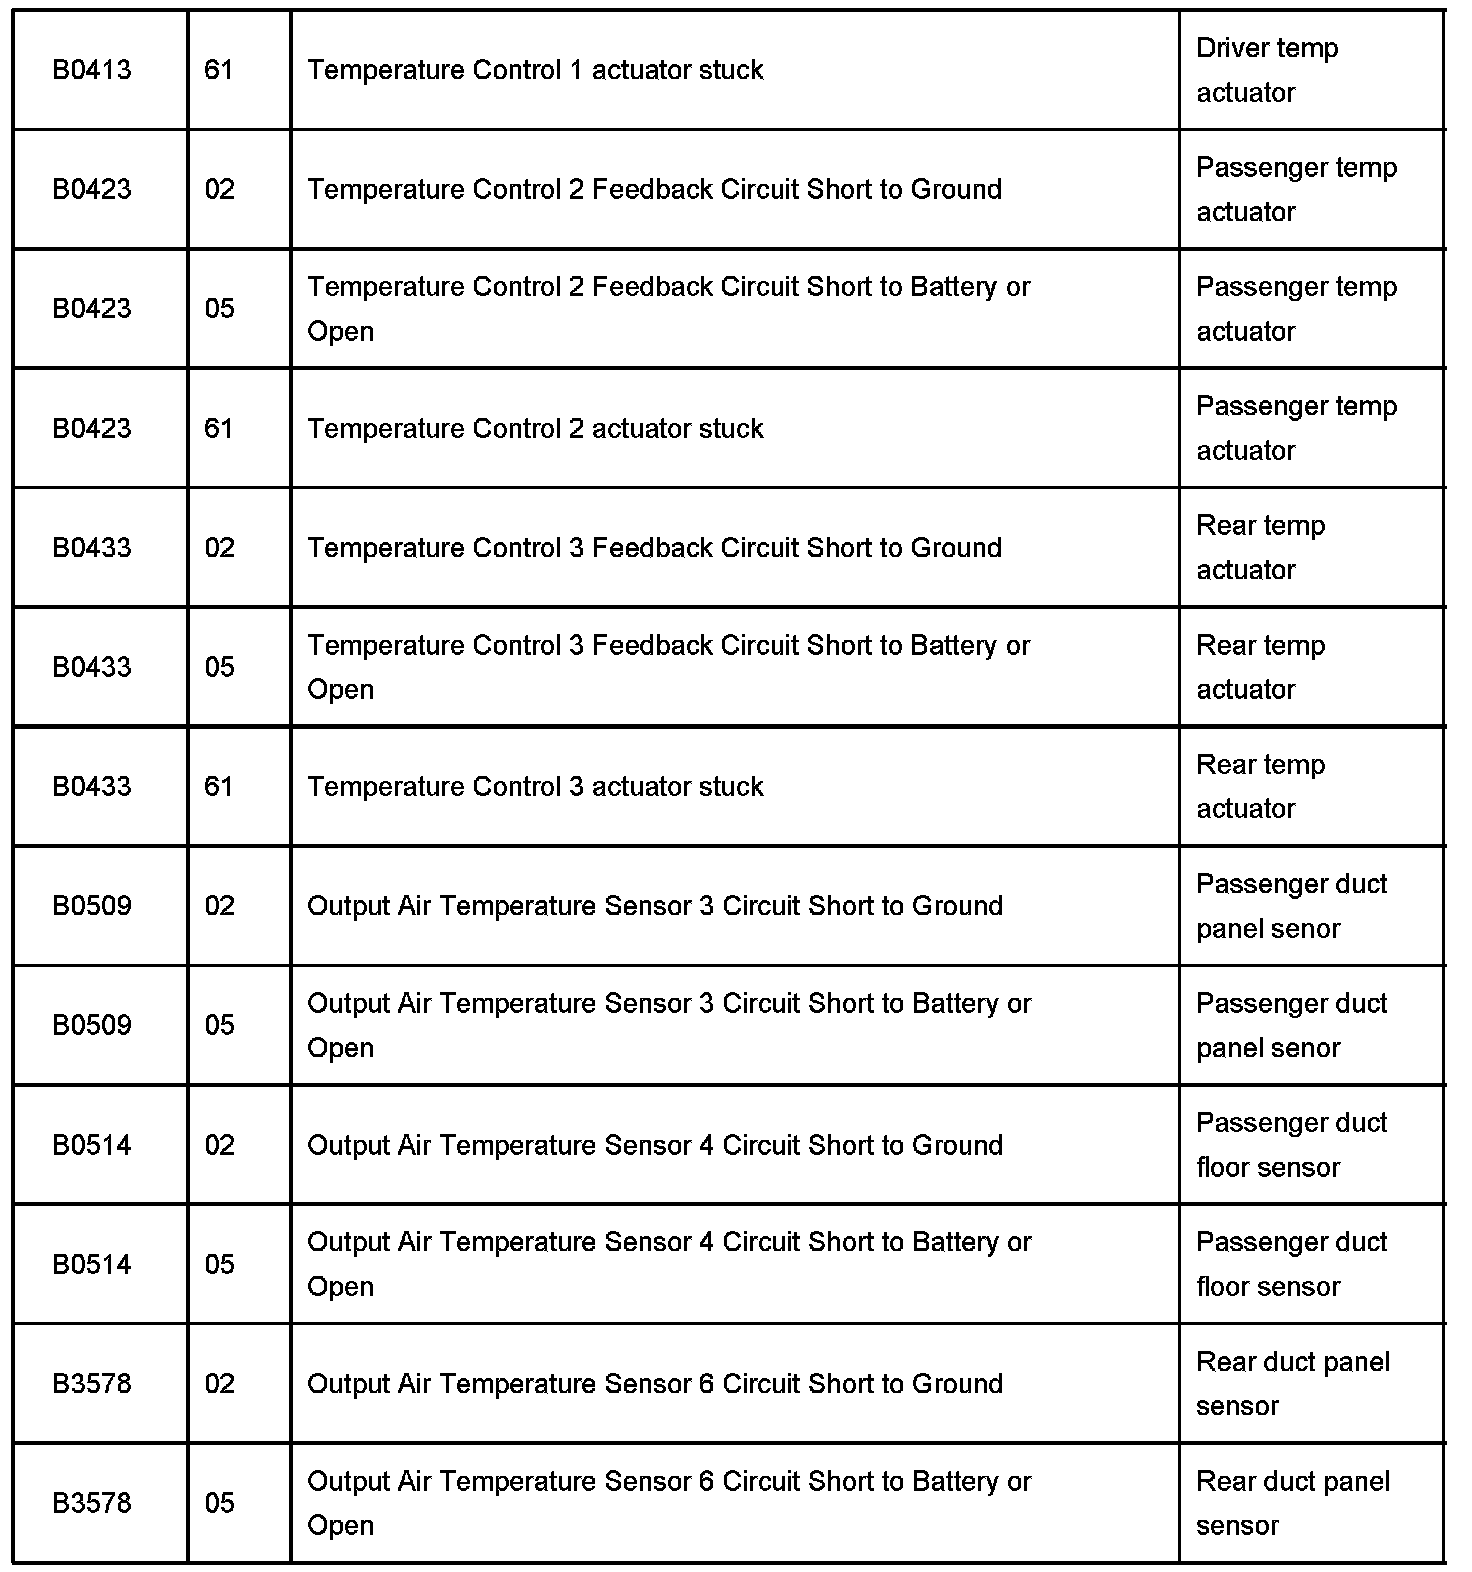 B0413 61 Temperature Control 1 actuator stuck Driver temp
actuator
B0423 02 Temperature Control 2 Feedback Circuit Short to Ground Passenger temp
actuator
B0423 05 Temperature Control 2 Feedback Circuit Short to Battery or
Open
Passenger temp
actuator
B0423 61 Temperature Control 2 actuator stuck Passenger temp
actuator
B0433 02 Temperature Control 3 Feedback Circuit Short to Ground Rear temp
actuator
B0433 05 Temperature Control 3 Feedback Circuit Short to Battery or
Open
Rear temp
actuator
B0433 61 Temperature Control 3 actuator stuck Rear temp
actuator
B0509 02 Output Air Temperature Sensor 3 Circuit Short to Ground Passenger duct
panel senor
B0509 05 Output Air Temperature Sensor 3 Circuit Short to Battery or
Open
Passenger duct
panel senor
B0514 02 Output Air Temperature Sensor 4 Circuit Short to Ground Passenger duct
floor sensor
B0514 05 Output Air Temperature Sensor 4 Circuit Short to Battery or
Open
Passenger duct
floor sensor
B3578 02 Output Air Temperature Sensor 6 Circuit Short to Ground Rear duct panel
sensor
B3578 05 Output Air Temperature Sensor 6 Circuit Short to Battery or
Open
Rear duct panel
sensor